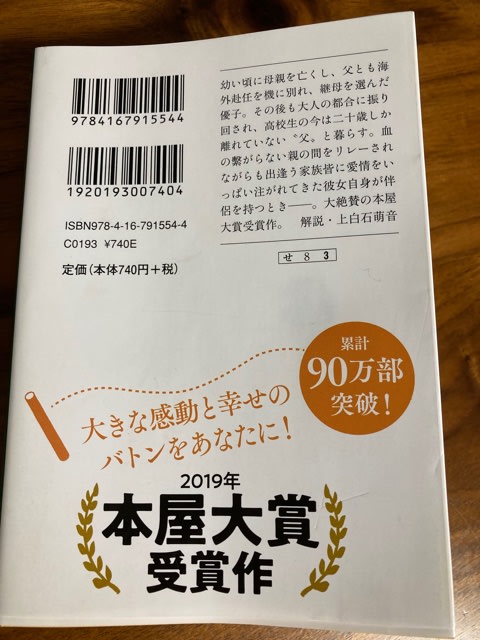 9784167915544
1920193007404
ISBN978-4-16-791554-4
C0193 ¥740E
定価(本体740円+税)
幼い頃に母親を亡くし、父とも海
外赴任を機に別れ、継母を選んだ
優子。その後も大人の都合に振り
回され、高校生の今は二十歳しか
離れていない〝父〟と暮らす。血
の繫がらない親の間をリレーされ
ながらも出逢う家族皆に愛情をい
っぱい注がれてきた彼女自身が伴
侶を持つとき――。大絶賛の本屋
大賞受賞作。 解説・上白石萌音
せ 8 3
累計
90万部
突破!
大きな感動と幸せの
バトンをあなたに!
2019年
本屋大賞
受賞作